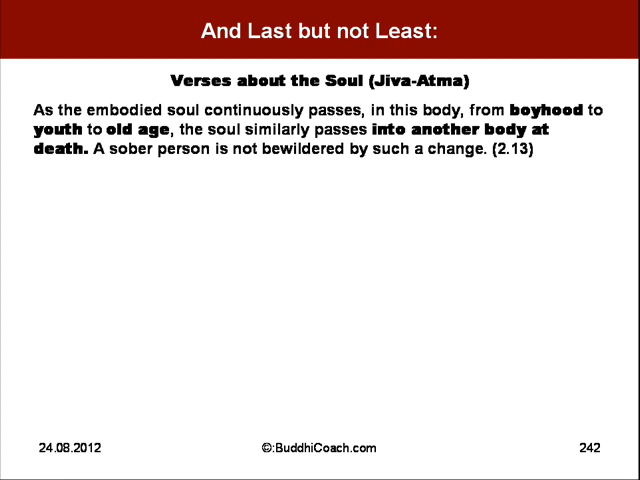 And Last but not Least:
Verses about the Soul (Jiva-Atma)
As the embodied soul continuously passes, in this body, from boyhood to
youth to old age, the soul similarly passes into another body at
death. A sober person is not bewildered by such a change. (2.13)
24.08.2012 ©:BuddhiCoach.com 242